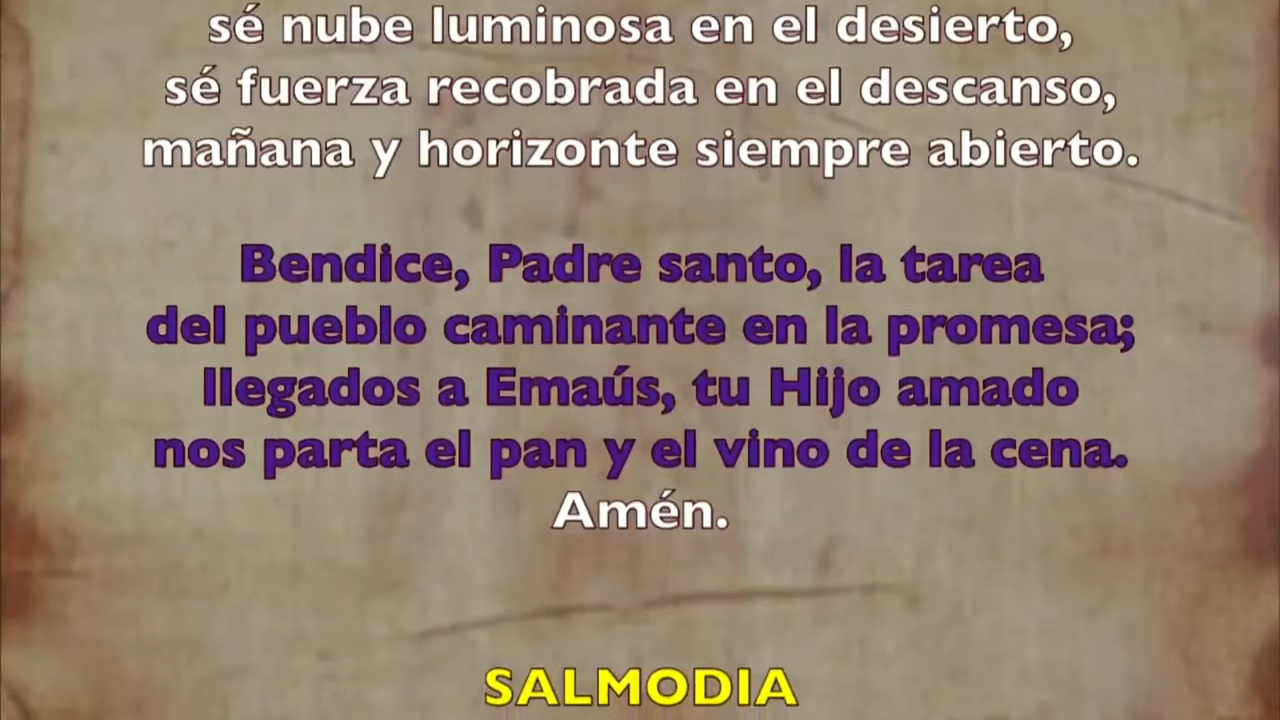 sé nube luminosa en el desierto,
sé fuerza recobrada en el descanso,
mañana y horizonte siempre abierto.
Bendice, Padre santo, la tarea
del pueblo caminante en la promesa;
llegados a Emaús, tu Hijo amado
nos parta el pan y el vino de la cena.
Amén.
SALMODIA